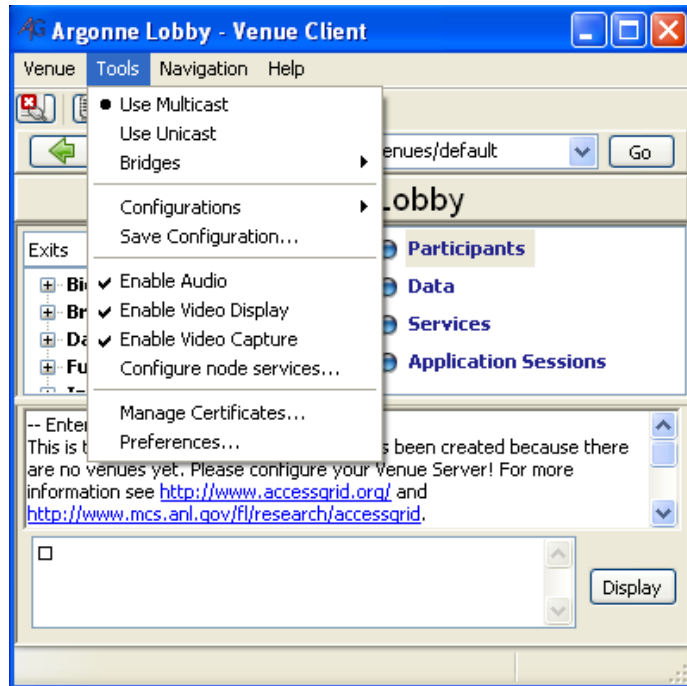 AG Argonne Lobby - Venue Client
Venue Tools Navigation Help
Use Multicast
Use Unicast
Bridges
Configurations
Save Configuration...
Enable Audio
Enable Video Display
Enable Video Capture
Configure node services...
Manage Certificates...
Preferences...
enues/default Go
Lobby
Exits
Participants
Data
Services
Application Sessions
-- Enter
This is been created because there
are no venues yet. Please configure your Venue Server! For more
information see http://www.accessgrid.org/ and
http://www.mcs.anl.gov/fl/research/accessgrid.
Display